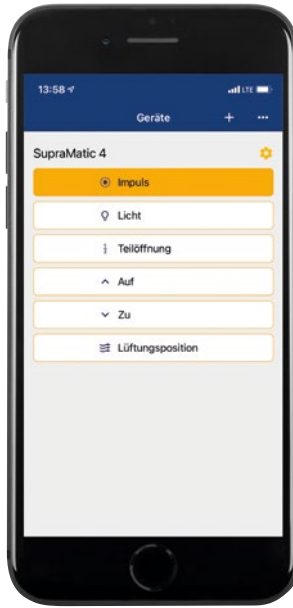 13:58 LTE
Geräte
SupraMatic 4
Impuls
Licht
Teilöffnung
Auf
Zu
Lüftungsposition